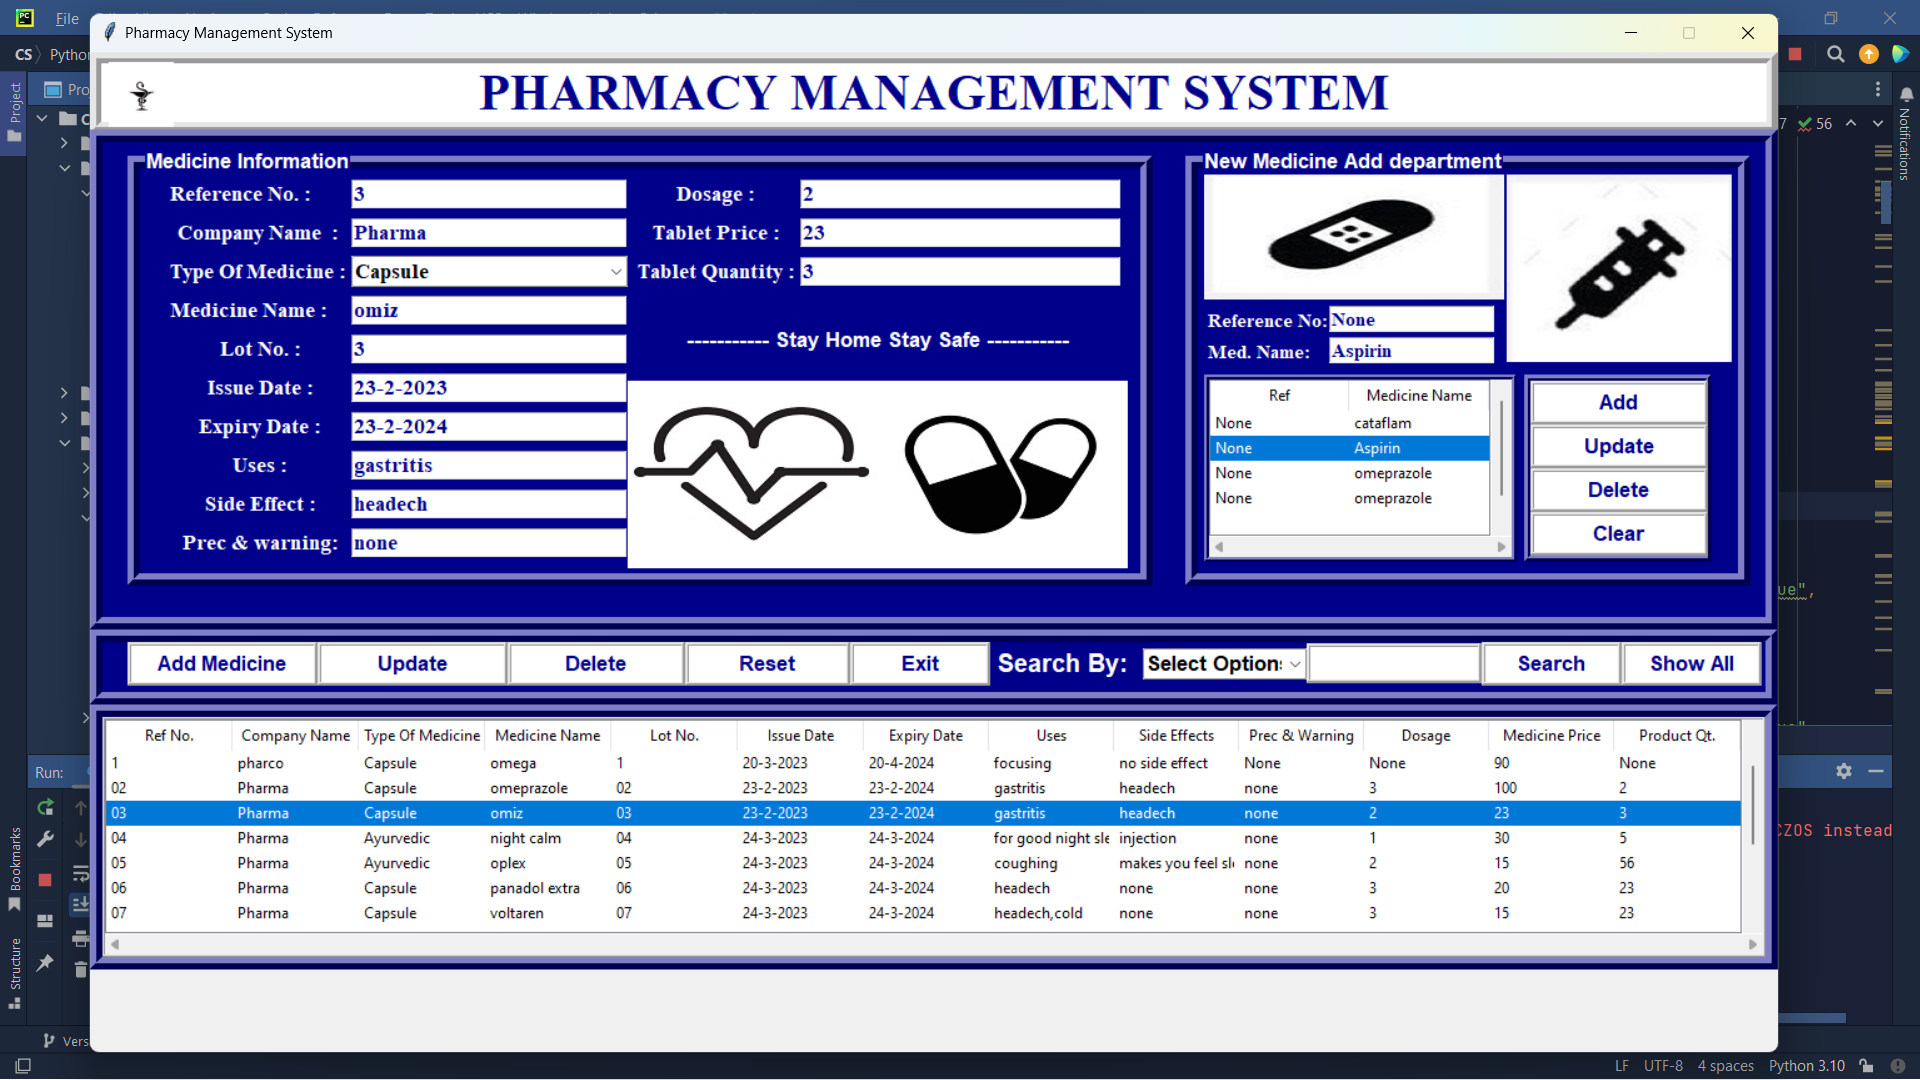 File
Pharmacy Management System
CS Python
Project
Pro
PHARMACY MANAGEMENT SYSTEM
7 56
Notifications
Medicine Information
Reference No. : 3
Dosage : 2
Company Name : Pharma
Tablet Price : 23
Type Of Medicine : Capsule
Tablet Quantity : 3
Medicine Name : omiz
Lot No. : 3
Issue Date : 23-2-2023
Expiry Date : 23-2-2024
Uses : gastritis
Side Effect : headech
Prec & warning: none
----------- Stay Home Stay Safe -----------
New Medicine Add department
Reference No: None
Med. Name: Aspirin
Ref Medicine Name
None cataflam
None Aspirin
None omeprazole
None omeprazole
Add
Update
Delete
Clear
ue",
Add Medicine Update Delete Reset Exit Search By: Select Option: Search Show All
Ref No. Company Name Type Of Medicine Medicine Name Lot No. Issue Date Expiry Date Uses Side Effects Prec & Warning Dosage Medicine Price Product Qt.
1 pharco Capsule omega 1 20-3-2023 20-4-2024 focusing no side effect None None 90 None
02 Pharma Capsule omeprazole 02 23-2-2023 23-2-2024 gastritis headech none 3 100 2
03 Pharma Capsule omiz 03 23-2-2023 23-2-2024 gastritis headech none 2 23 3
04 Pharma Ayurvedic night calm 04 24-3-2023 24-3-2024 for good night sle injection none 1 30 5
05 Pharma Ayurvedic oplex 05 24-3-2023 24-3-2024 coughing makes you feel sle none 2 15 56
06 Pharma Capsule panadol extra 06 24-3-2023 24-3-2024 headech none none 3 20 23
07 Pharma Capsule voltaren 07 24-3-2023 24-3-2024 headech,cold none none 3 15 23
Run:
CZOS instead
Bookmarks
Structure
Vers
LF UTF-8 4 spaces Python 3.10